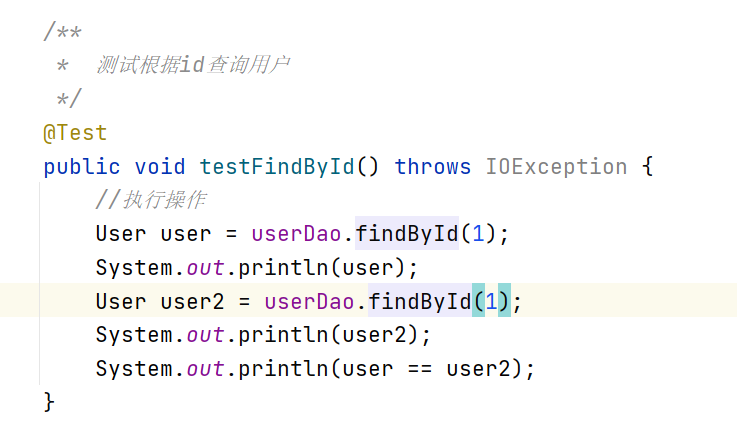 /**
 *  测试根据id查询用户
 */
@Test
public void testFindById() throws IOException {
    //执行操作
    User user = userDao.findById(1);
    System.out.println(user);
    User user2 = userDao.findById(1);
    System.out.println(user2);
    System.out.println(user == user2);
}